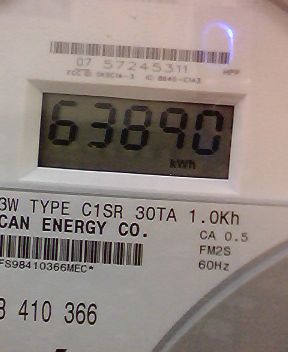 07 57245311
63890
kWh
3W TYPE C1SR 30TA 1.0Kh
CAN ENERGY CO.
CA 0.5
FM2S
60Hz
FS98410366MEC*
410 366